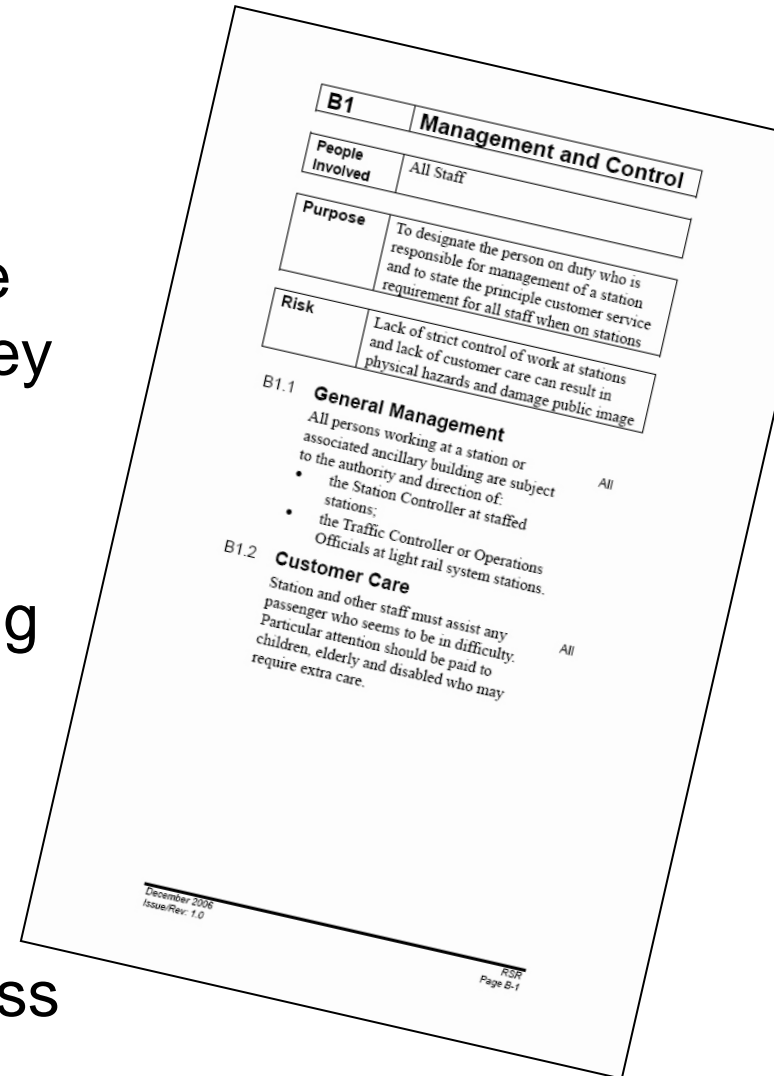 e
ey
g
ss
B1 Management and Control
People Involved All Staff
Purpose To designate the person on duty who is
responsible for management of a station
and to state the principle customer service
requirement for all staff when on stations
Risk Lack of strict control of work at stations
and lack of customer care can result in
physical hazards and damage public image
B1.1 General Management
All persons working at a station or
associated ancillary building are subject
to the authority and direction of: All
• the Station Controller at staffed
stations;
• the Traffic Controller or Operations
Officials at light rail system stations.
B1.2 Customer Care
Station and other staff must assist any
passenger who seems to be in difficulty. All
Particular attention should be paid to
children, elderly and disabled who may
require extra care.
December 2006
Issue/Rev: 1.0
RSR
Page B-1